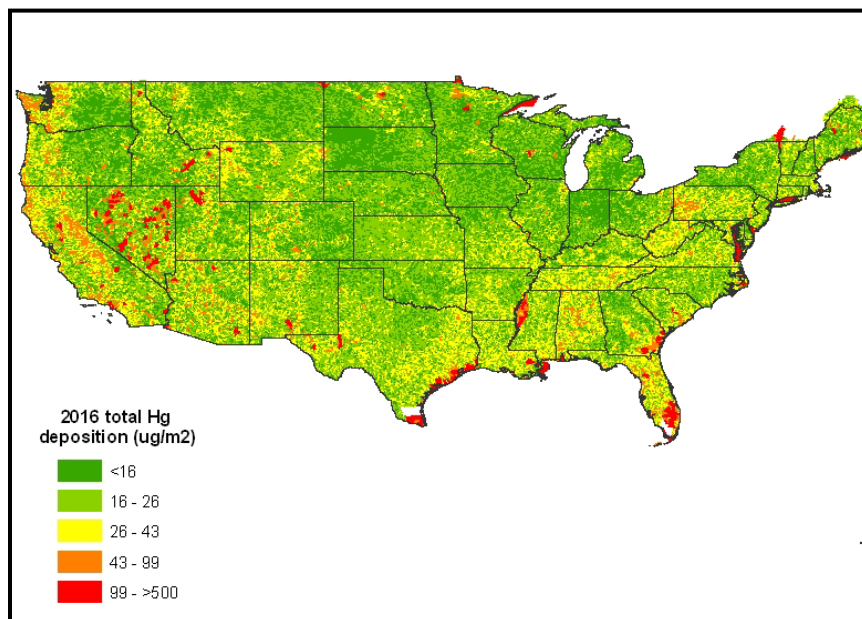 2016 total Hg
deposition (ug/m2)
<16
16 - 26
26 - 43
43 - 99
99 - >500